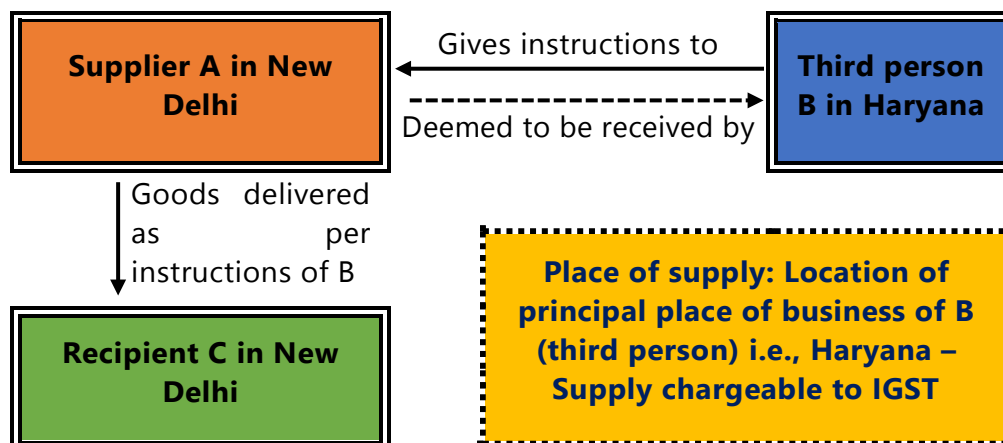 Supplier A in New
Delhi
Gives instructions to
Deemed to be received by
Third person
B in Haryana
Goods delivered
as per
instructions of B
Recipient C in New
Delhi
Place of supply: Location of
principal place of business of B
(third person) i.e., Haryana –
Supply chargeable to IGST